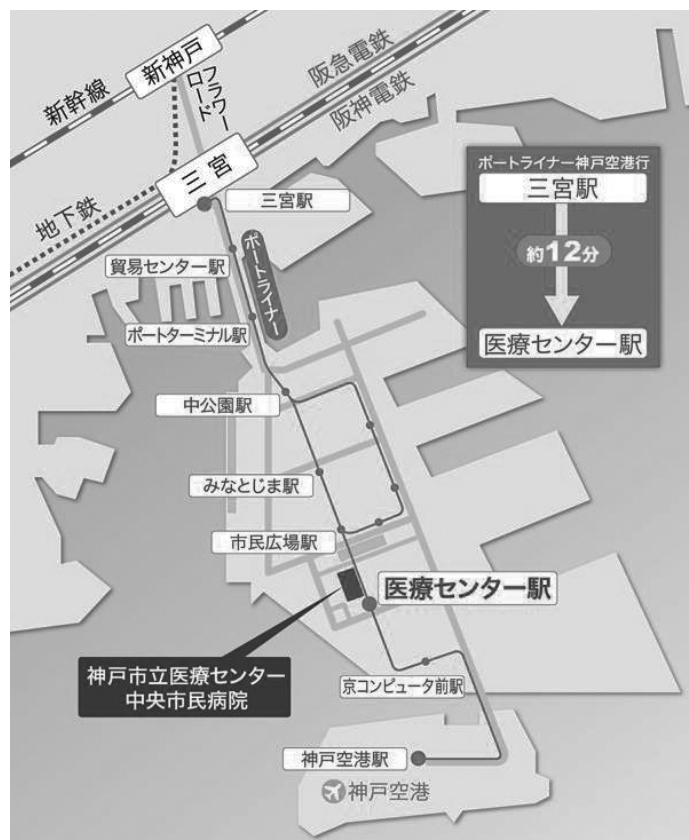 新神戸
新幹線
フラワー
ロード
阪急電鉄
阪神電鉄
三宮
地下鉄
三宮駅
貿易センター駅
ポートライナー
ポートターミナル駅
中公園駅
みなとじま駅
市民広場駅
医療センター駅
神戸市立医療センター
中央市民病院
京コンピュータ前駅
神戸空港駅
神戸空港
ポートライナー神戸空港行
三宮駅
約12分
医療センター駅